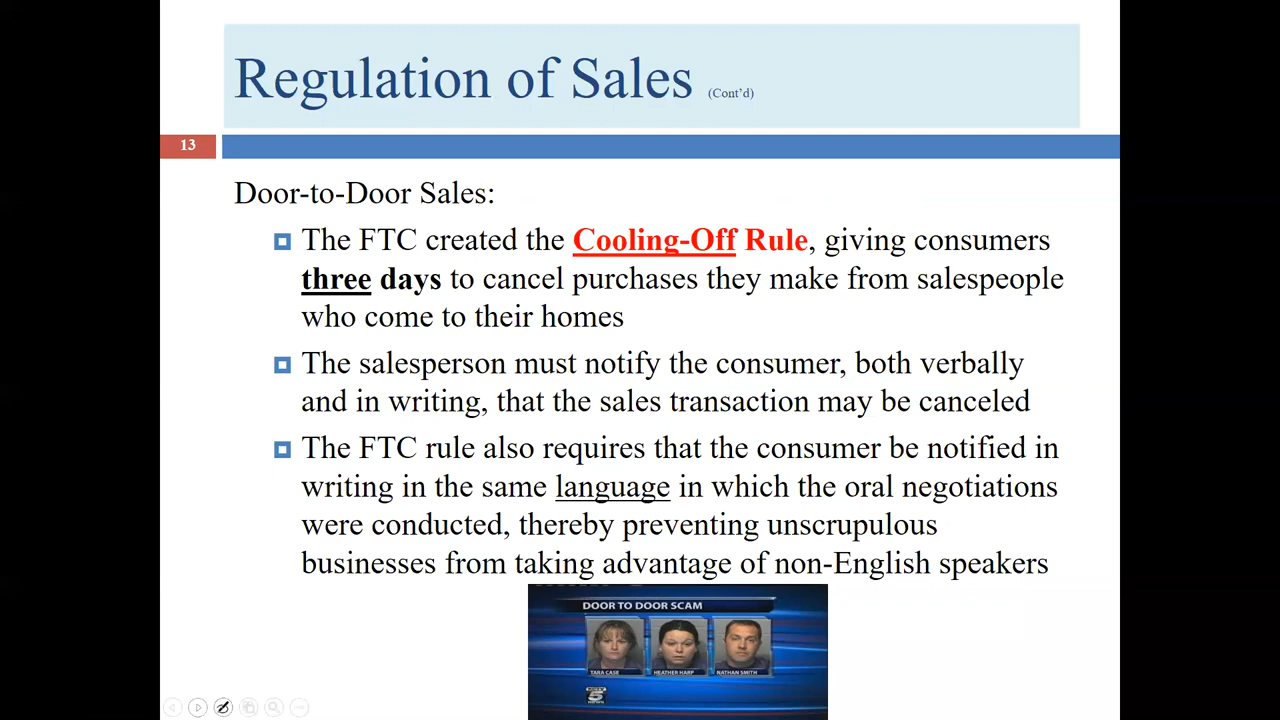 Regulation of Sales (Cont’d)
13
Door-to-Door Sales:
The FTC created the Cooling-Off Rule, giving consumers
three days to cancel purchases they make from salespeople
who come to their homes
The salesperson must notify the consumer, both verbally
and in writing, that the sales transaction may be canceled
The FTC rule also requires that the consumer be notified in
writing in the same language in which the oral negotiations
were conducted, thereby preventing unscrupulous
businesses from taking advantage of non-English speakers
DOOR TO DOOR SCAM
TARA CASE
HEATHER HARP
NATHAN SMITH
5